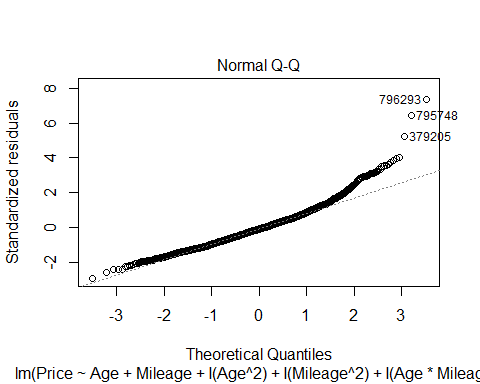 Normal Q-Q
Standardized residuals
8
6
4
2
0
-2
796293
795748
379205
-3 -2 -1 0 1 2 3
Theoretical Quantiles
lm(Price ~ Age + Mileage + I(Age^2) + I(Mileage^2) + I(Age * Mileag